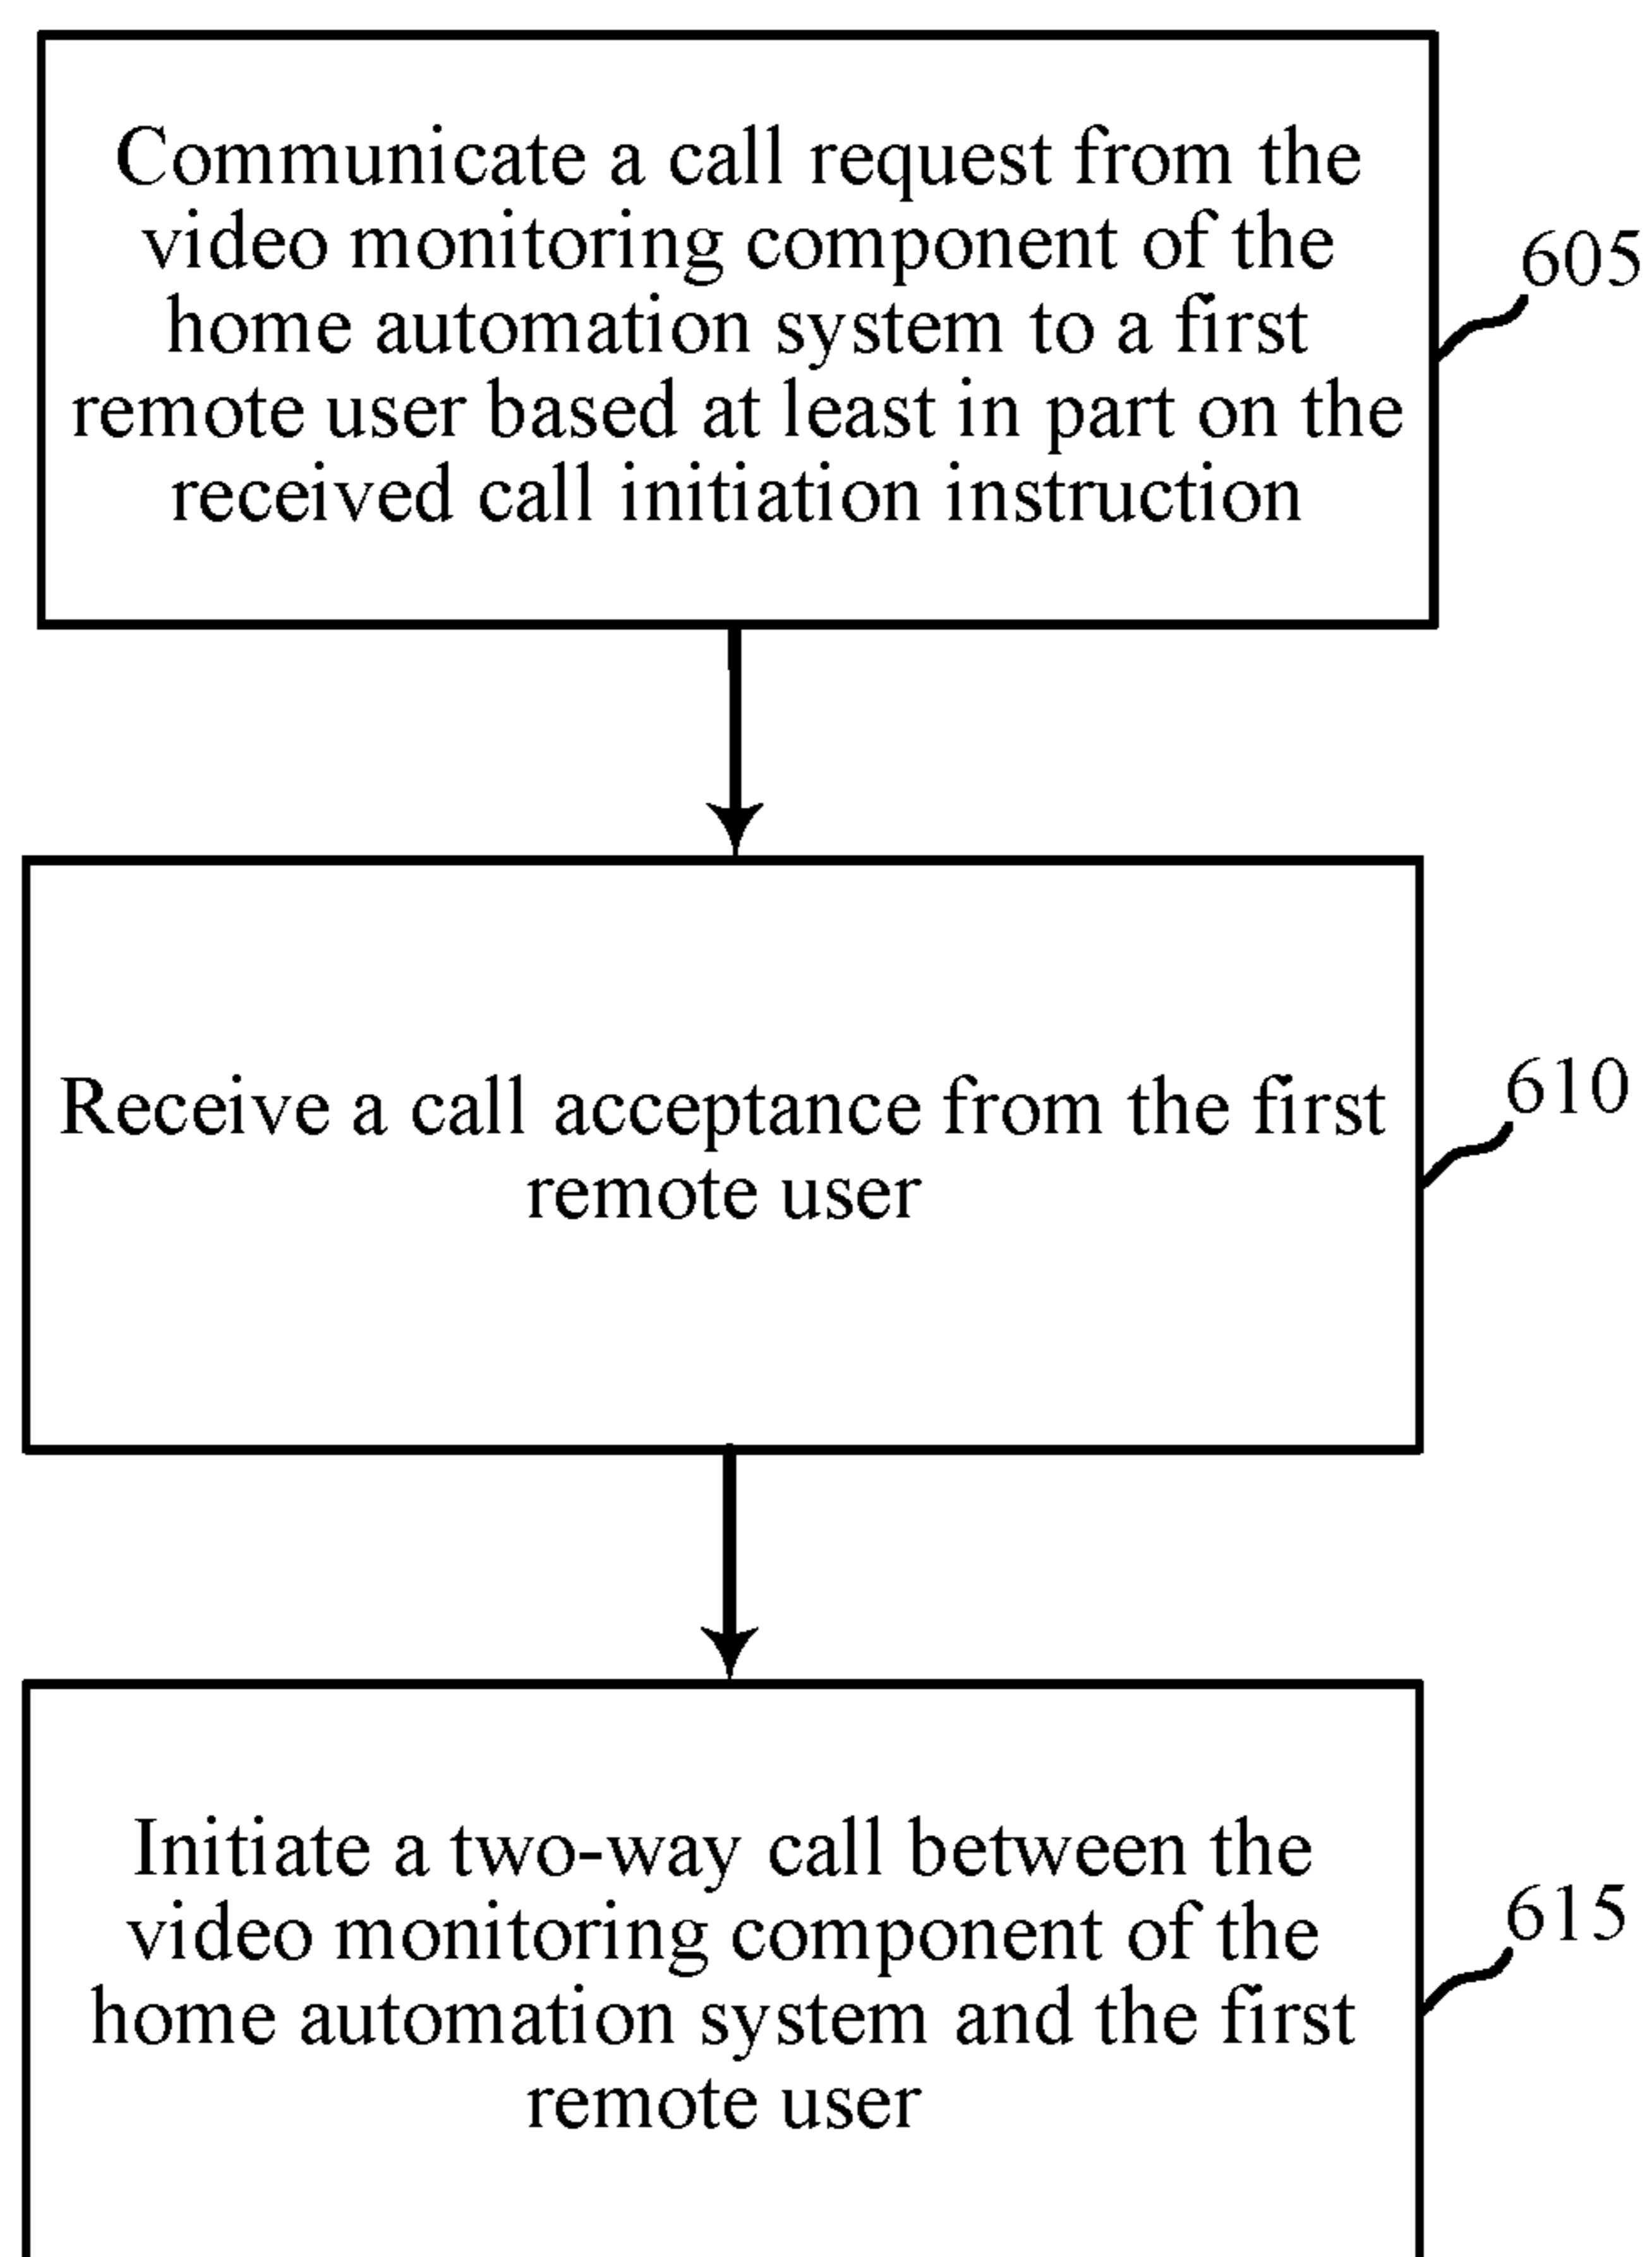 Communicate a call request from the
video monitoring component of the
home automation system to a first
remote user based at least in part on the
received call initiation instruction
605
Receive a call acceptance from the first
remote user
610
Initiate a two-way call between the
video monitoring component of the
home automation system and the first
remote user
615